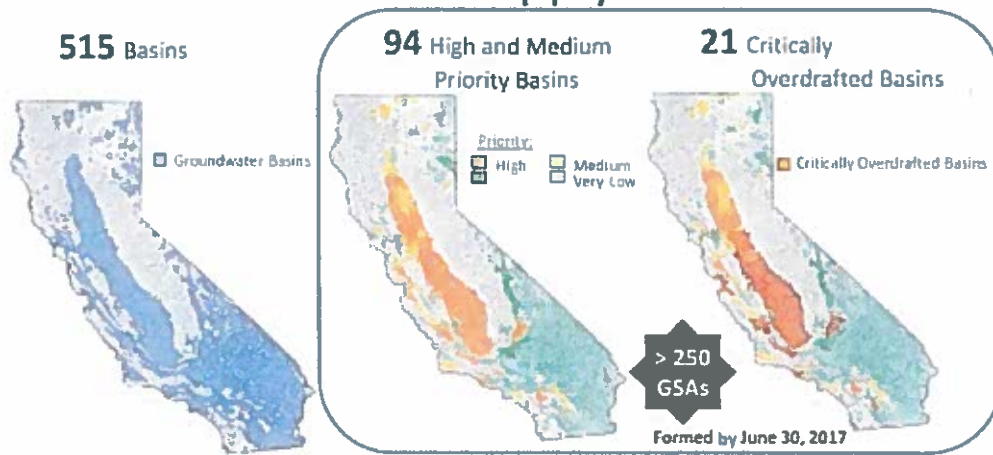 515 Basins
94 High and Medium
Priority Basins
21 Critically
Overdrafted Basins
Groundwater Basins
Priority:
High
Medium
Very Low
Critically Overdrafted Basins
> 250
GSAs
Formed by June 30, 2017